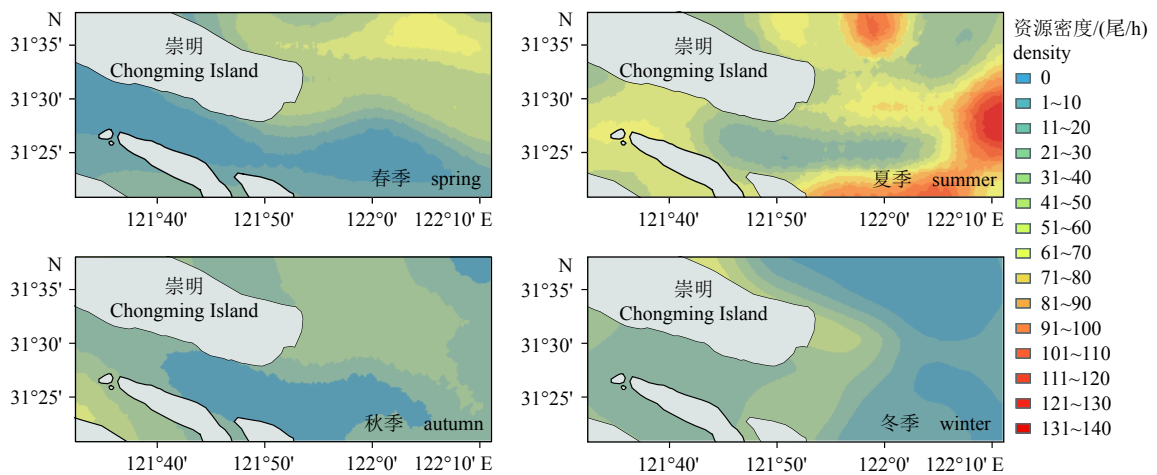 N
31°35'
31°30'
31°25'
崇明
Chongming Island
春季 spring
121°40' 121°50' 122°0' 122°10' E
N
31°35'
31°30'
31°25'
崇明
Chongming Island
夏季 summer
121°40' 121°50' 122°0' 122°10' E
N
31°35'
31°30'
31°25'
崇明
Chongming Island
秋季 autumn
121°40' 121°50' 122°0' 122°10' E
N
31°35'
31°30'
31°25'
崇明
Chongming Island
冬季 winter
121°40' 121°50' 122°0' 122°10' E
资源密度/(尾/h)
density
0
1~10
11~20
21~30
31~40
41~50
51~60
61~70
71~80
81~90
91~100
101~110
111~120
121~130
131~140